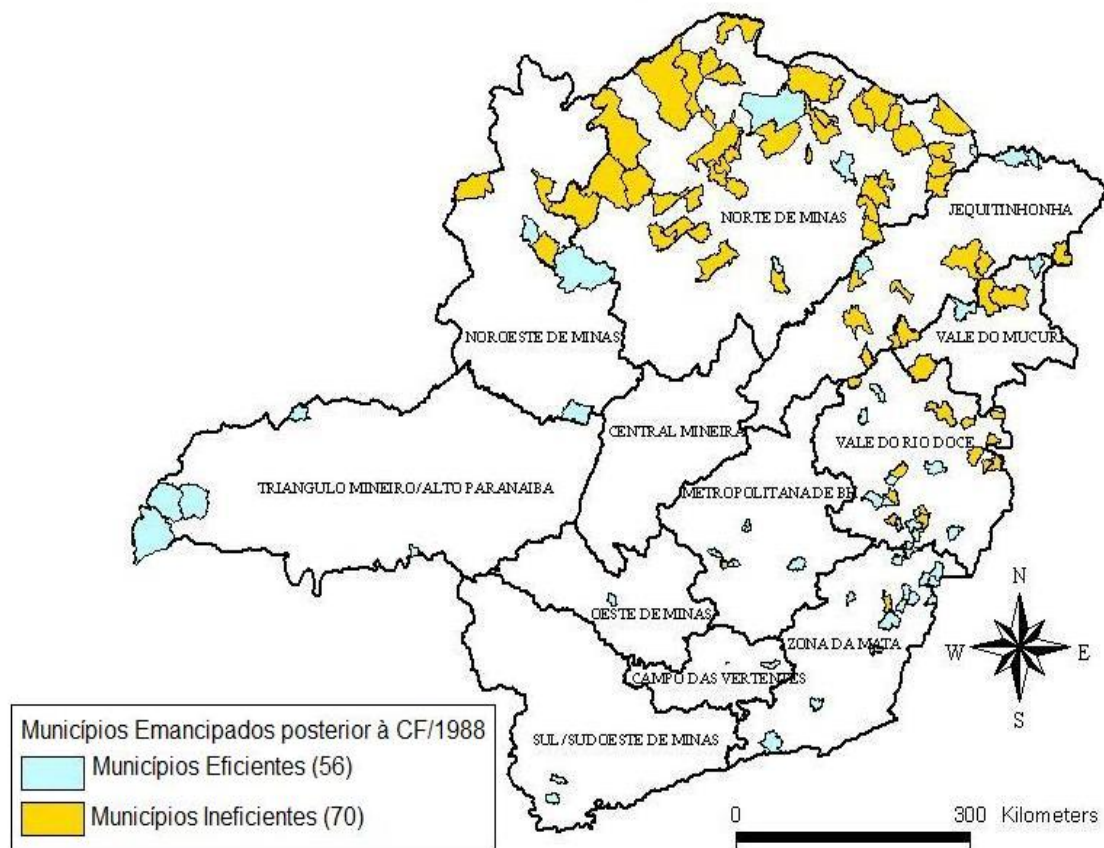 NORTE DE MINAS
JEQUITINHONHA
NOROESTE DE MINAS
VALE DO MUCURI
CENTRAL MINEIRA
VALE DO RIO DOCE
TRIANGULO MINEIRO/ALTO PARANAIBA
METROPOLITANA DE BH
OESTE DE MINAS
ZONA DA MATA
CAMPO DAS VERTENTES
SUL/SUDOESTE DE MINAS
N
W
E
S
Municípios Emancipados posterior à CF/1988
Municípios Eficientes (56)
Municípios Ineficientes (70)
0 300 Kilometers